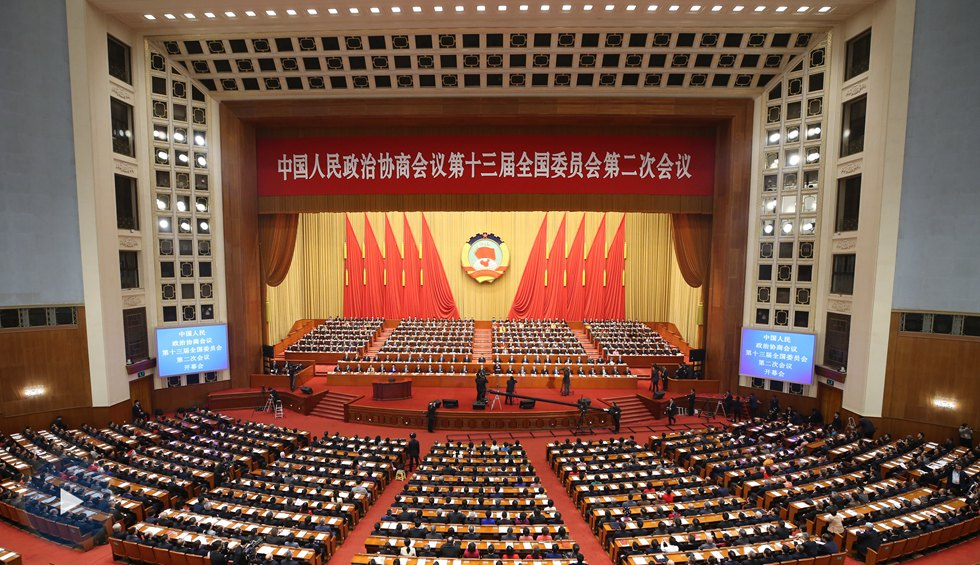 中国人民政治协商会议第十三届全国委员会第二次会议
中国人民
政治协商会议
第十三届全国委员会
第二次会议
开幕会
中国人民
政治协商会议
第十三届全国委员会
第二次会议
开幕会